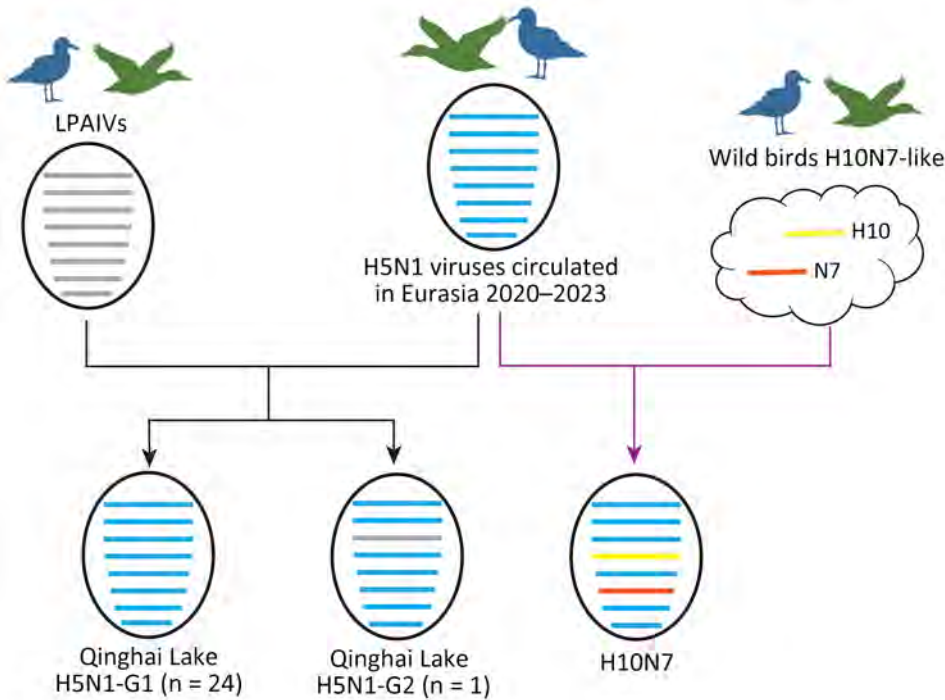 LPAIVs
H5N1 viruses circulated
in Eurasia 2020–2023
Wild birds H10N7-like
H10
N7
Qinghai Lake
H5N1-G1 (n = 24)
Qinghai Lake
H5N1-G2 (n = 1)
H10N7